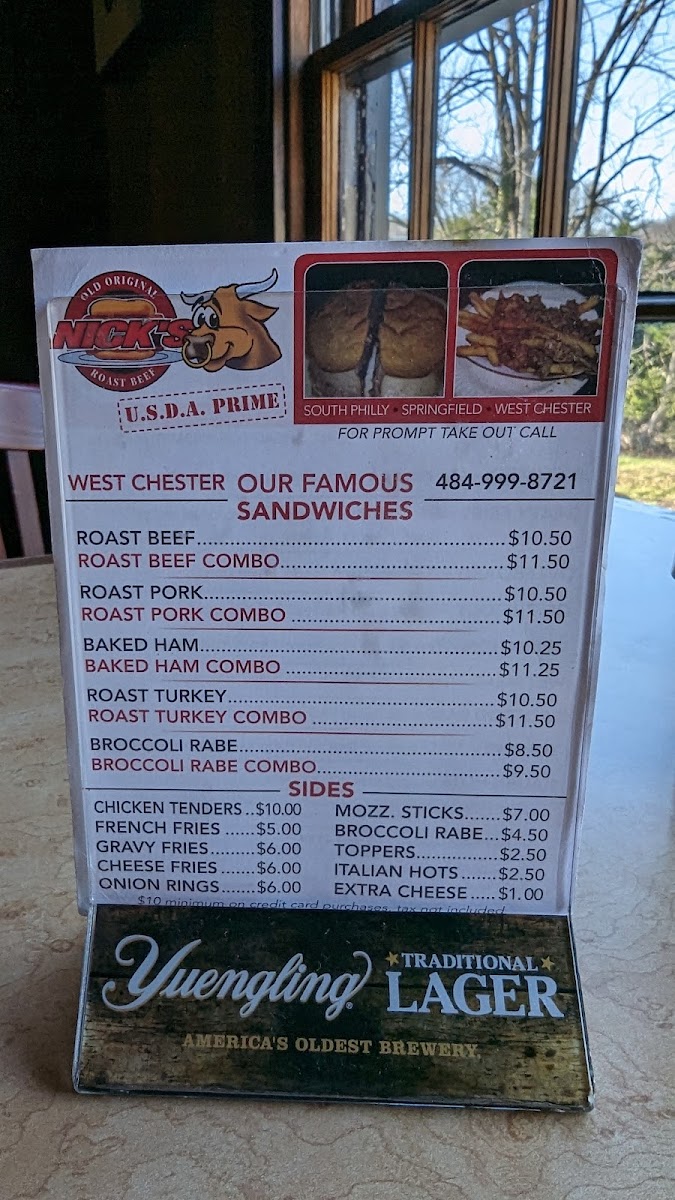 OLD ORIGINAL
NICK'S
ROAST BEEF
U.S.D.A. PRIME
SOUTH PHILLY • SPRINGFIELD • WEST CHESTER
FOR PROMPT TAKE OUT CALL
WEST CHESTER OUR FAMOUS 484-999-8721
SANDWICHES
ROAST BEEF..........$10.50
ROAST BEEF COMBO..........$11.50
ROAST PORK..........$10.50
ROAST PORK COMBO..........$11.50
BAKED HAM..........$10.25
BAKED HAM COMBO..........$11.25
ROAST TURKEY..........$10.50
ROAST TURKEY COMBO..........$11.50
BROCCOLI RABE..........$8.50
BROCCOLI RABE COMBO..........$9.50
SIDES
CHICKEN TENDERS..$10.00
FRENCH FRIES......$5.00
GRAVY FRIES.......$6.00
CHEESE FRIES.......$6.00
ONION RINGS.......$6.00
MOZZ. STICKS.......$7.00
BROCCOLI RABE...$4.50
TOPPERS...............$2.50
ITALIAN HOTS......$2.50
EXTRA CHEESE.....$1.00
$10 minimum on credit card purchases, tax not included
Yuengling®
TRADITIONAL
LAGER
AMERICA'S OLDEST BREWERY.